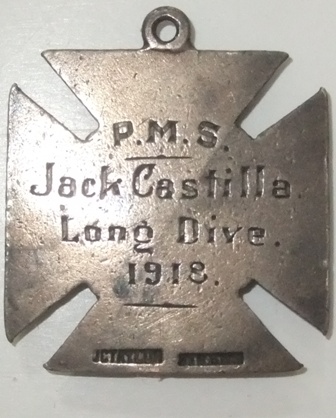 P.M.S.
Jack Castilla.
Long Dive.
1918.